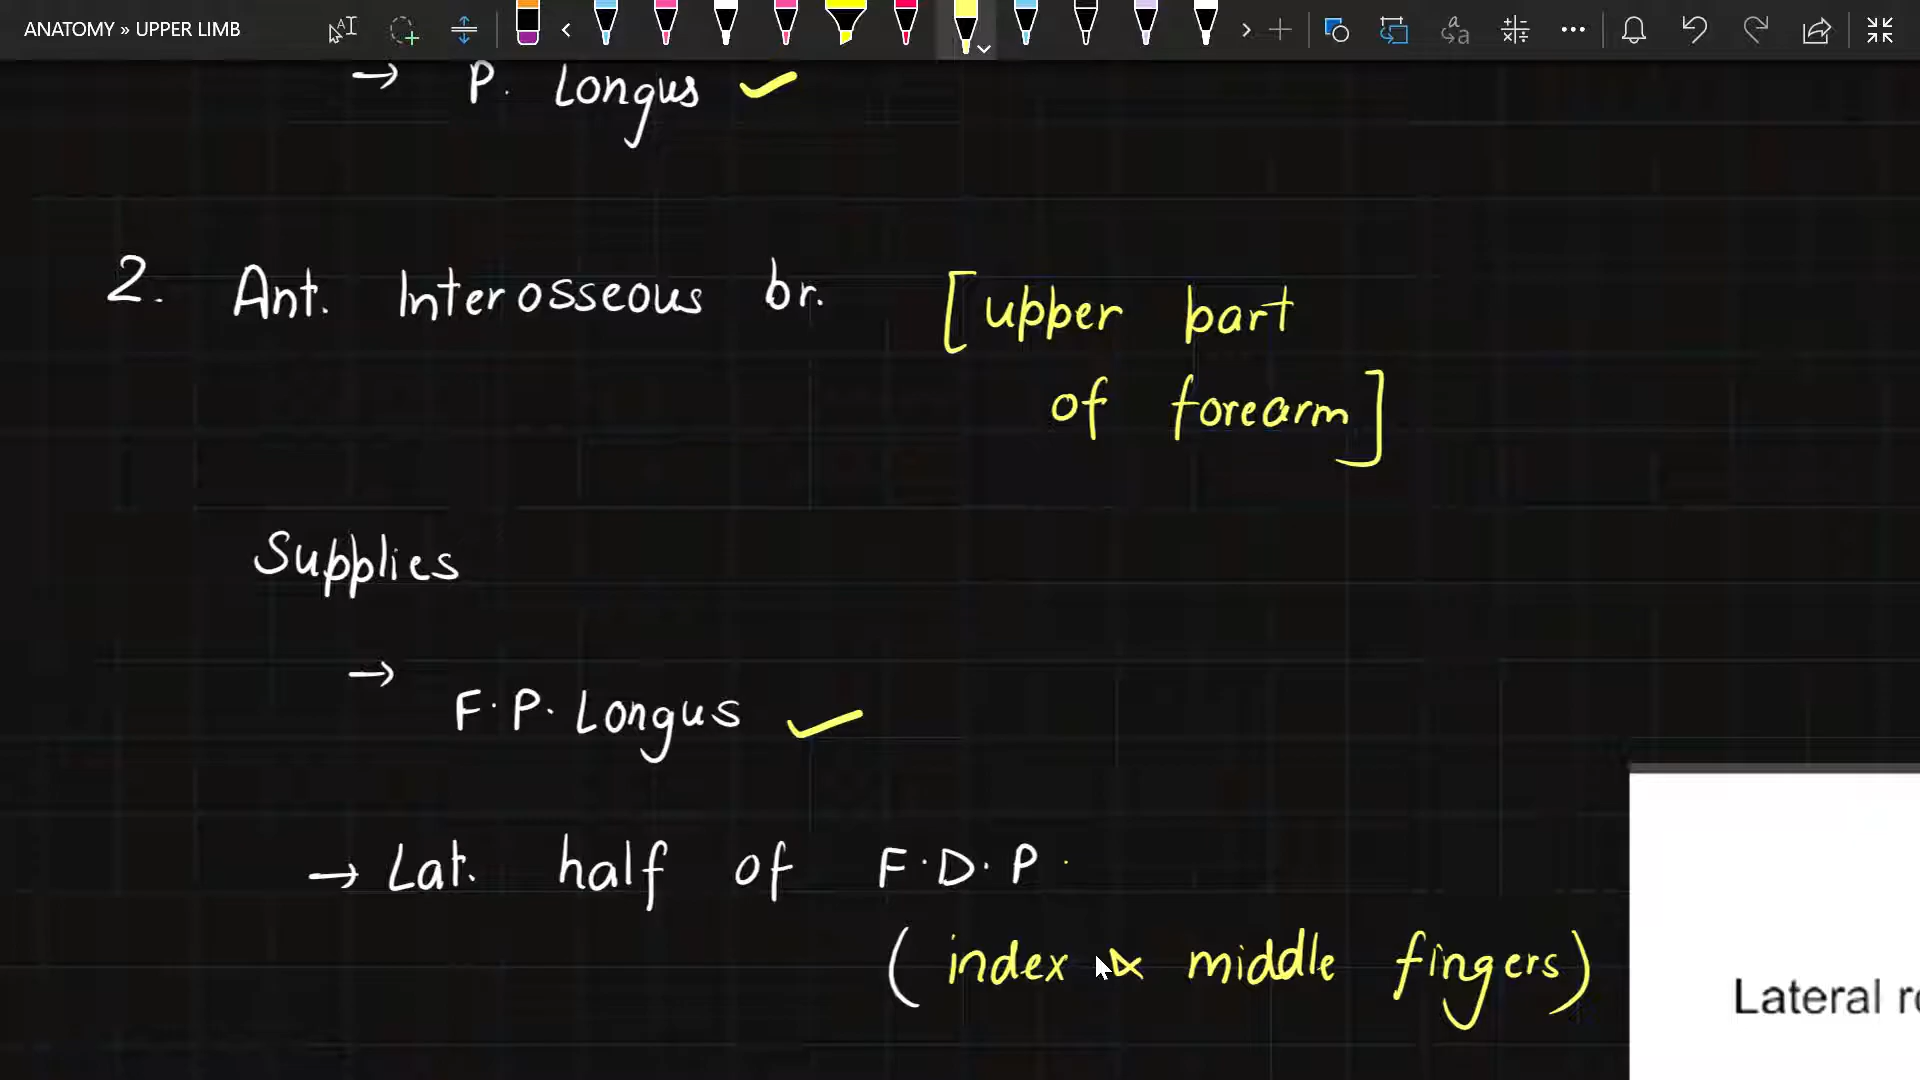 ANATOMY » UPPER LIMB
→ P. Longus ✓
2. Ant. Interosseous br. [upper part
of forearm]
Supplies
→ F.P. Longus ✓
→ Lat. half of F.D.P.
(index & middle fingers)
Lateral